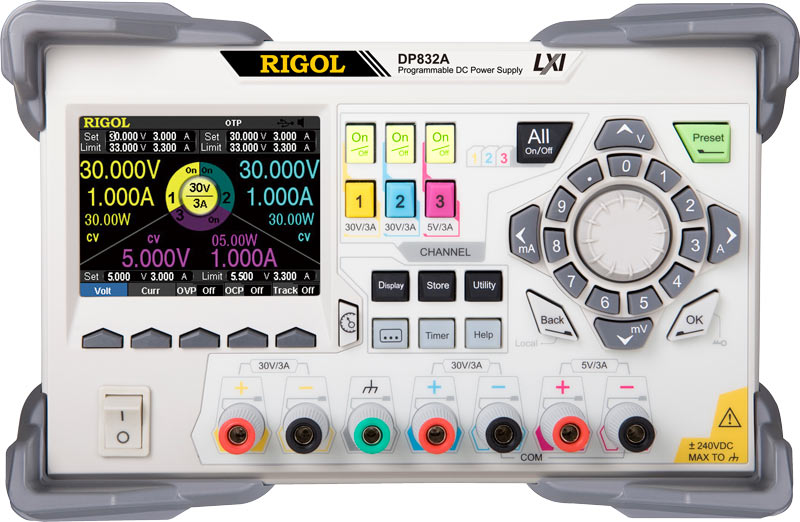 RIGOL
DP832A
Programmable DC Power Supply
LXI
RIGOL OTP
Set 30.000 V 3.000 A Set 30.000 V 3.000 A
Limit 33.000 V 3.300 A Limit 33.000 V 3.300 A
30.000V On On 30.000V
1.000A 1 30V 3A 2 1.000A
30.00W 3 On 30.00W
CV CV 05.00W CV
5.000V 1.000A
Set 5.000 V 3.000 A Limit 5.500 V 3.300 A
Volt Curr OVP Off OCP Off Track Off
On/Off On/Off On/Off
1 2 3
All On/Off
1 2 3
30V/3A 30V/3A 5V/3A
CHANNEL
Display Store Utility
... Timer Help
Preset
V
. 0 1
9 2
mA 8 3 A
7 4
6 5
mV
Back OK
Local
30V/3A 30V/3A 5V/3A
+ − + − + −
COM
| O
± 240VDC
MAX TO